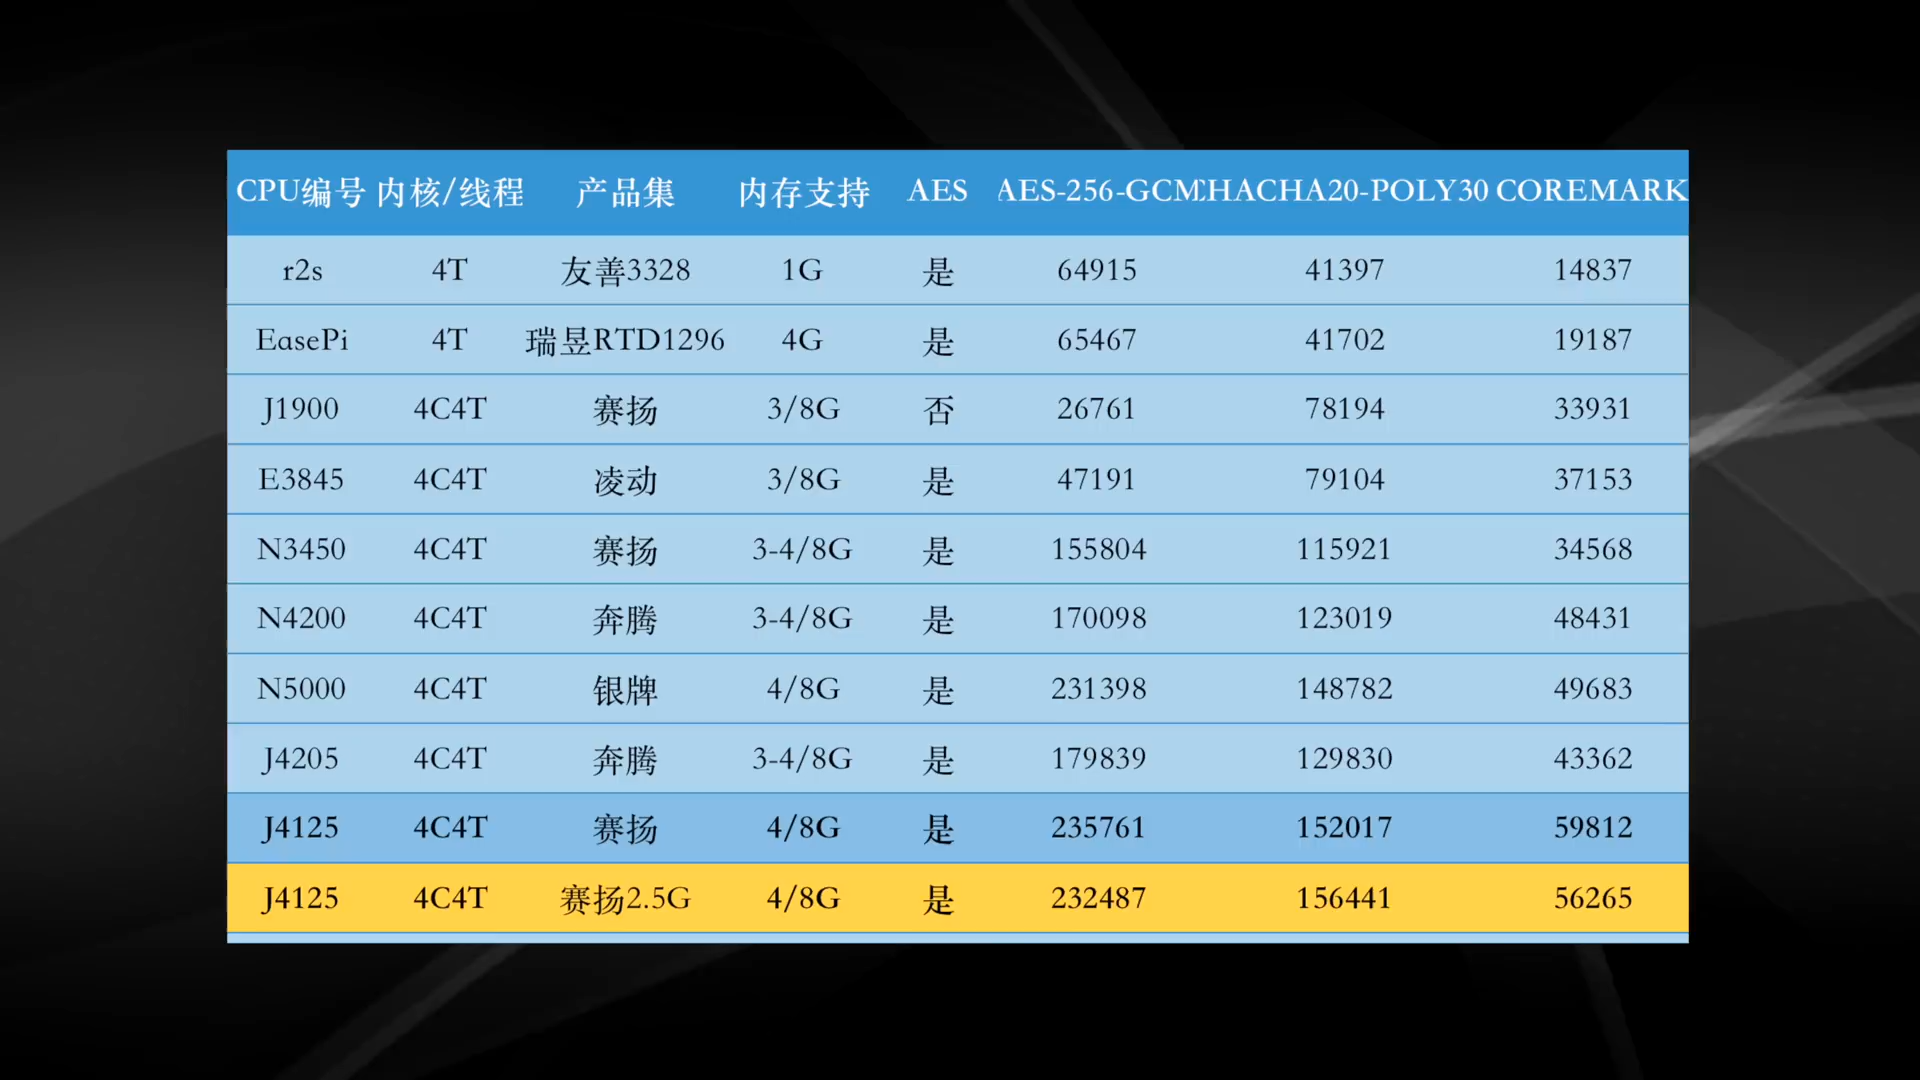 CPU编号 内核/线程 产品集 内存支持 AES AES-256-GCM CHACHA20-POLY30 COREMARK
r2s 4T 友善3328 1G 是 64915 41397 14837
EasePi 4T 瑞昱RTD1296 4G 是 65467 41702 19187
J1900 4C4T 赛扬 3/8G 否 26761 78194 33931
E3845 4C4T 凌动 3/8G 是 47191 79104 37153
N3450 4C4T 赛扬 3-4/8G 是 155804 115921 34568
N4200 4C4T 奔腾 3-4/8G 是 170098 123019 48431
N5000 4C4T 银牌 4/8G 是 231398 148782 49683
J4205 4C4T 奔腾 3-4/8G 是 179839 129830 43362
J4125 4C4T 赛扬 4/8G 是 235761 152017 59812
J4125 4C4T 赛扬2.5G 4/8G 是 232487 156441 56265